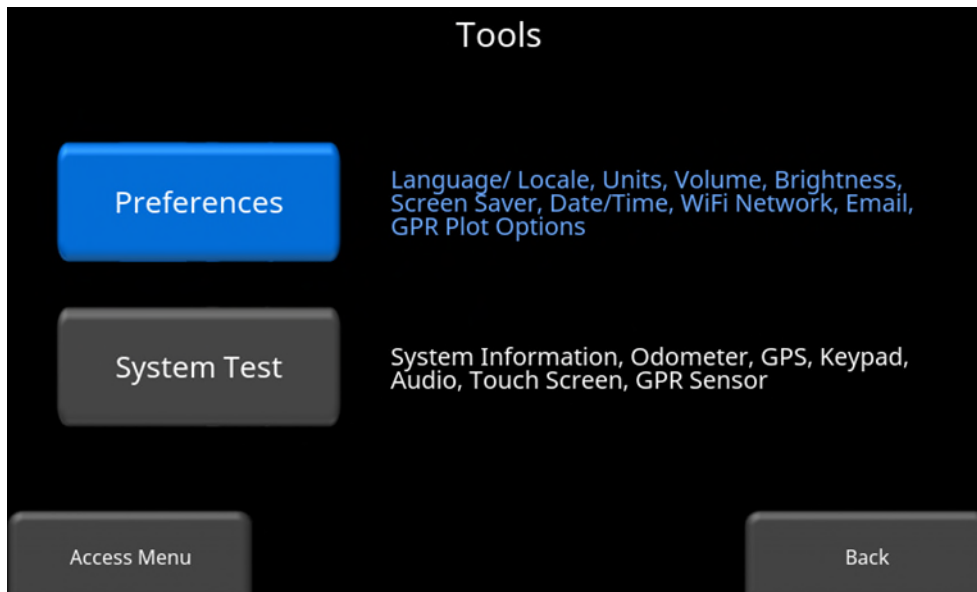 Tools
Preferences
Language/ Locale, Units, Volume, Brightness,
Screen Saver, Date/Time, WiFi Network, Email,
GPR Plot Options
System Test
System Information, Odometer, GPS, Keypad,
Audio, Touch Screen, GPR Sensor
Access Menu
Back